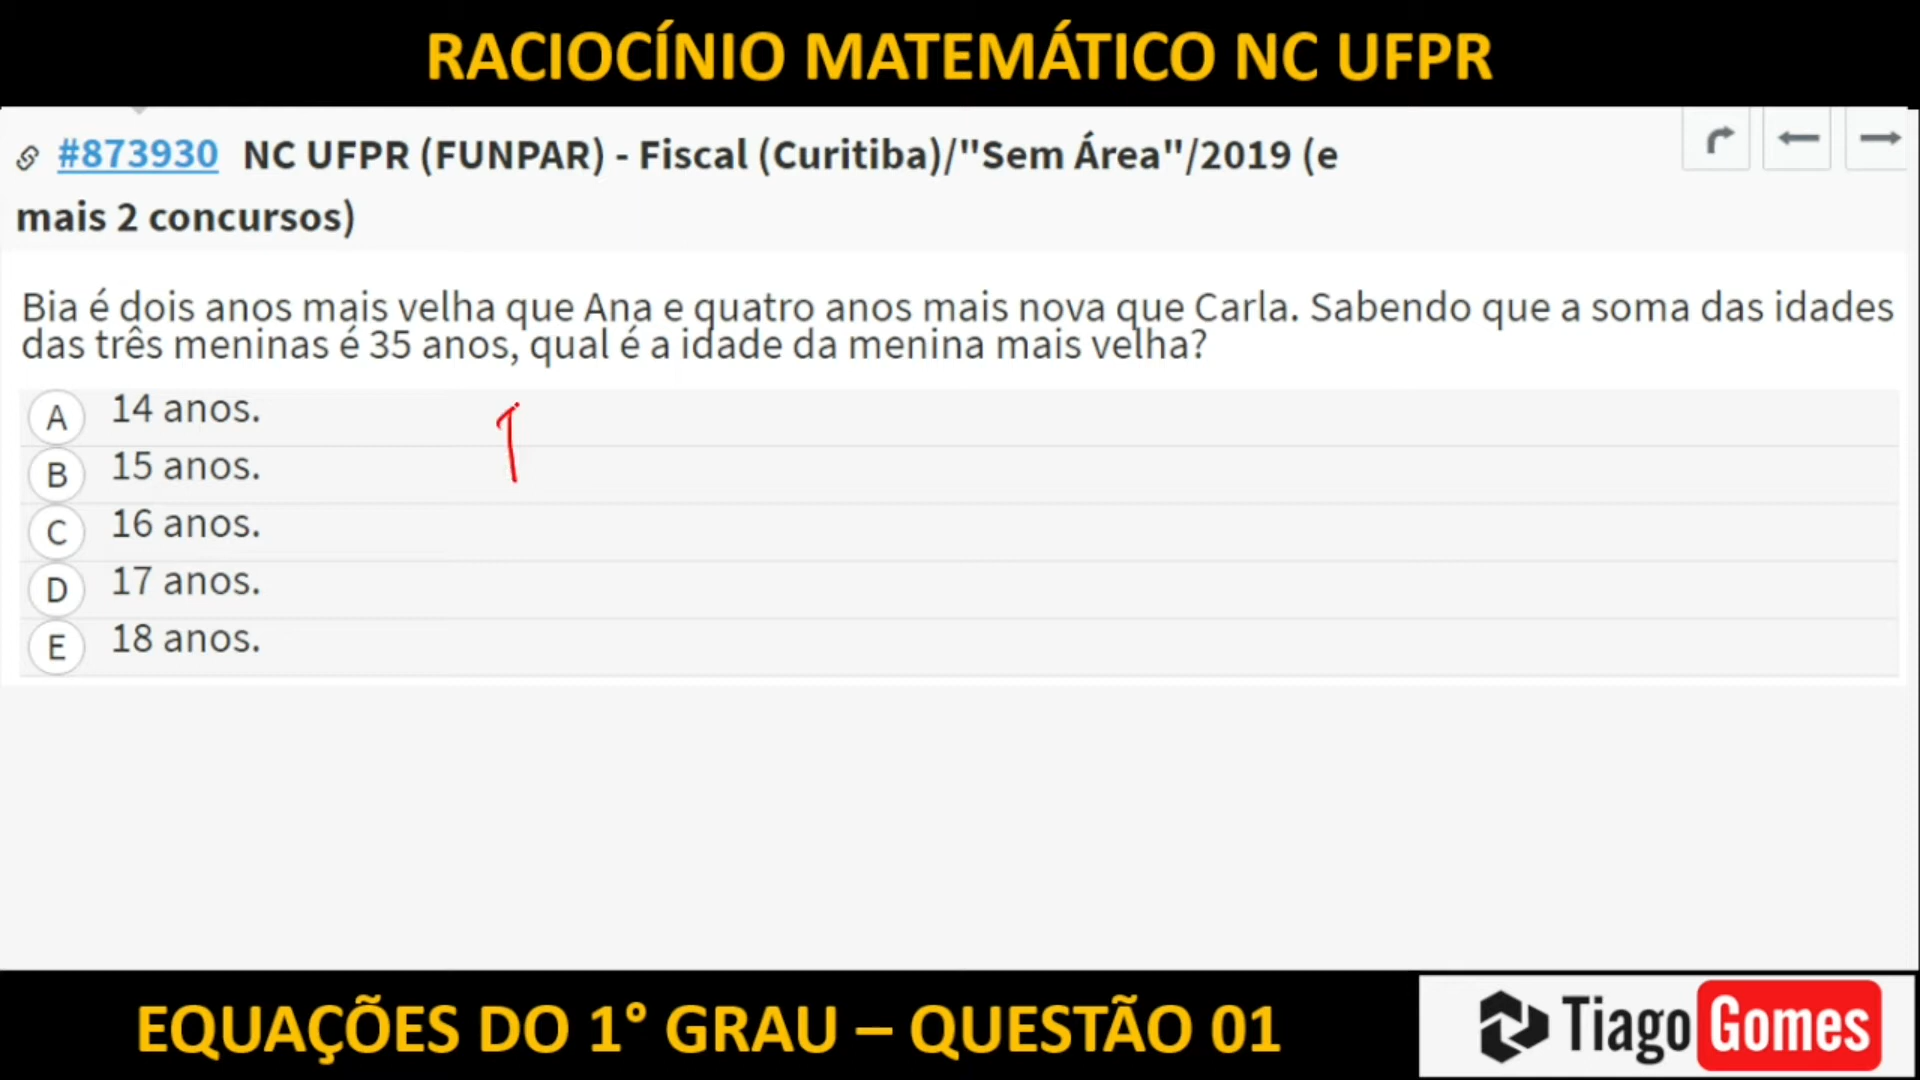 RACIOCÍNIO MATEMÁTICO NC UFPR
#873930 NC UFPR (FUNPAR) - Fiscal (Curitiba)/"Sem Área"/2019 (e
mais 2 concursos)
Bia é dois anos mais velha que Ana e quatro anos mais nova que Carla. Sabendo que a soma das idades
das três meninas é 35 anos, qual é a idade da menina mais velha?
A 14 anos.
B 15 anos.
C 16 anos.
D 17 anos.
E 18 anos.
EQUAÇÕES DO 1° GRAU – QUESTÃO 01
Tiago Gomes